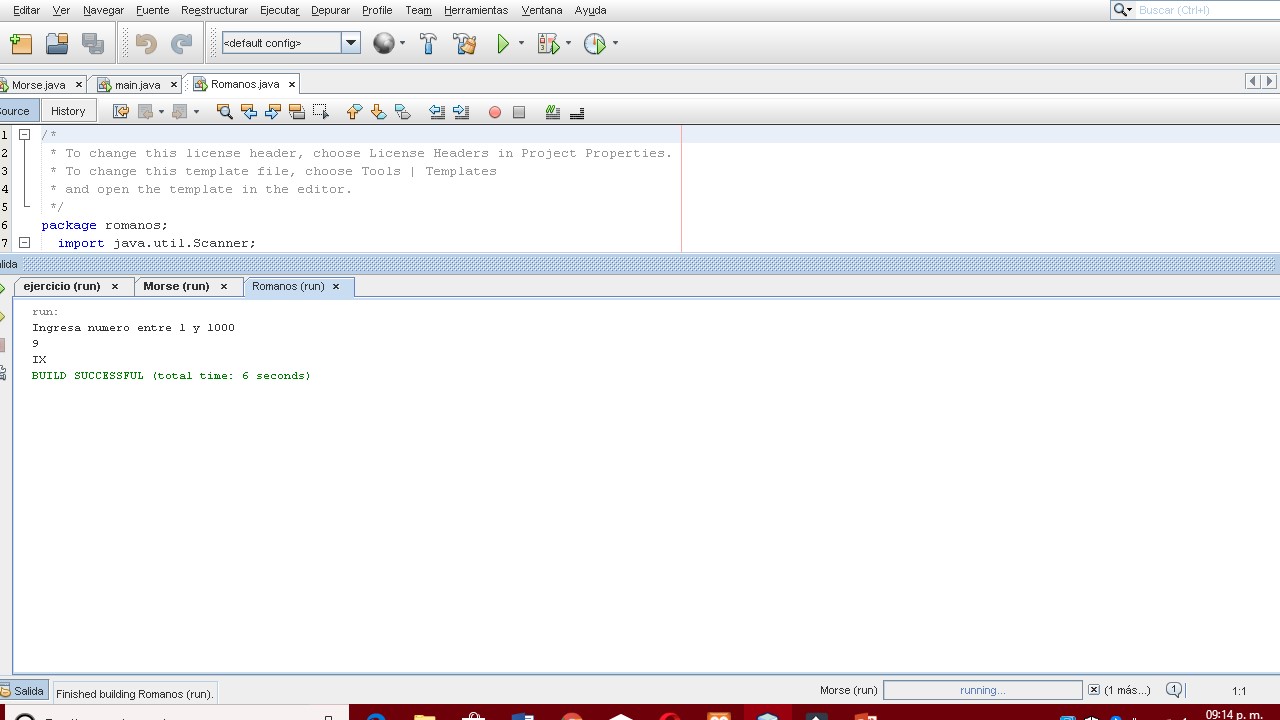 Editar Ver Navegar Fuente Reestructurar Ejecutar Depurar Profile Team Herramientas Ventana Ayuda
Buscar (Ctrl+I)
<default config>
Morse.java main.java Romanos.java
Source History
1 /*
2 * To change this license header, choose License Headers in Project Properties.
3 * To change this template file, choose Tools | Templates
4 * and open the template in the editor.
5 */
6 package romanos;
7 import java.util.Scanner;
ejercicio (run) Morse (run) Romanos (run)
run:
Ingresa numero entre 1 y 1000
9
IX
BUILD SUCCESSFUL (total time: 6 seconds)
Salida Finished building Romanos (run). Morse (run) running... (1 más...) 1 1:1
09:14 p. m.